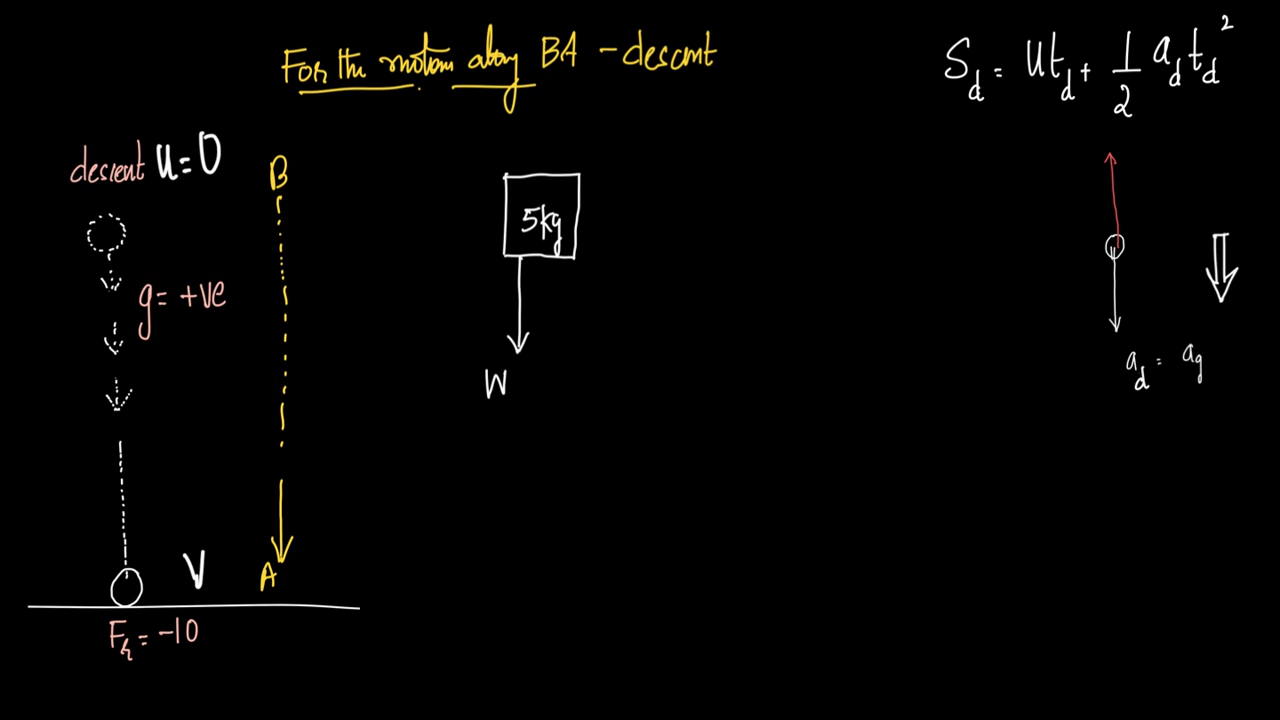 For the motion along BA - descent
S_d = ut_d + 1/2 a_d t_d^2
descent u=0
B
5kg
g= +ve
W
a_d = a_g
V
A
F_r = -10